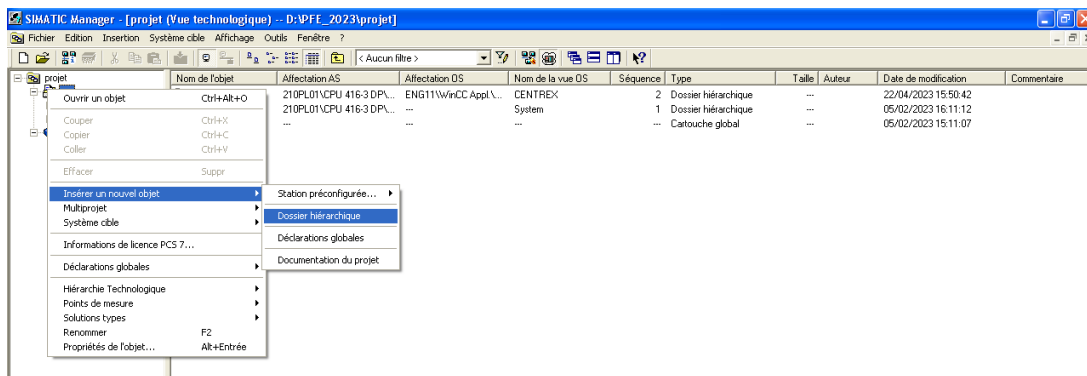 SIMATIC Manager - [projet (Vue technologique) -- D:\PFE_2023\projet]
Fichier Edition Insertion Système cible Affichage Outils Fenêtre ?
< Aucun filtre >
projet
Nom de l'objet Affectation AS Affectation OS Nom de la vue OS Séquence Type Taille Auteur Date de modification Commentaire
210PL01\CPU 416-3 DP\... ENG11\WinCC Appl.\... CENTREX 2 Dossier hiérarchique --- 22/04/2023 15:50:42
210PL01\CPU 416-3 DP\... --- System 1 Dossier hiérarchique --- 05/02/2023 16:11:12
--- --- --- --- Cartouche global --- 05/02/2023 15:11:07
Ouvrir un objet Ctrl+Alt+O
Couper Ctrl+X
Copier Ctrl+C
Coller Ctrl+V
Effacer Suppr
Insérer un nouvel objet
Multiprojet
Système cible
Informations de licence PCS 7...
Déclarations globales
Hiérarchie Technologique
Points de mesure
Solutions types
Renommer F2
Propriétés de l'objet... Alt+Entrée
Station préconfigurée...
Dossier hiérarchique
Déclarations globales
Documentation du projet